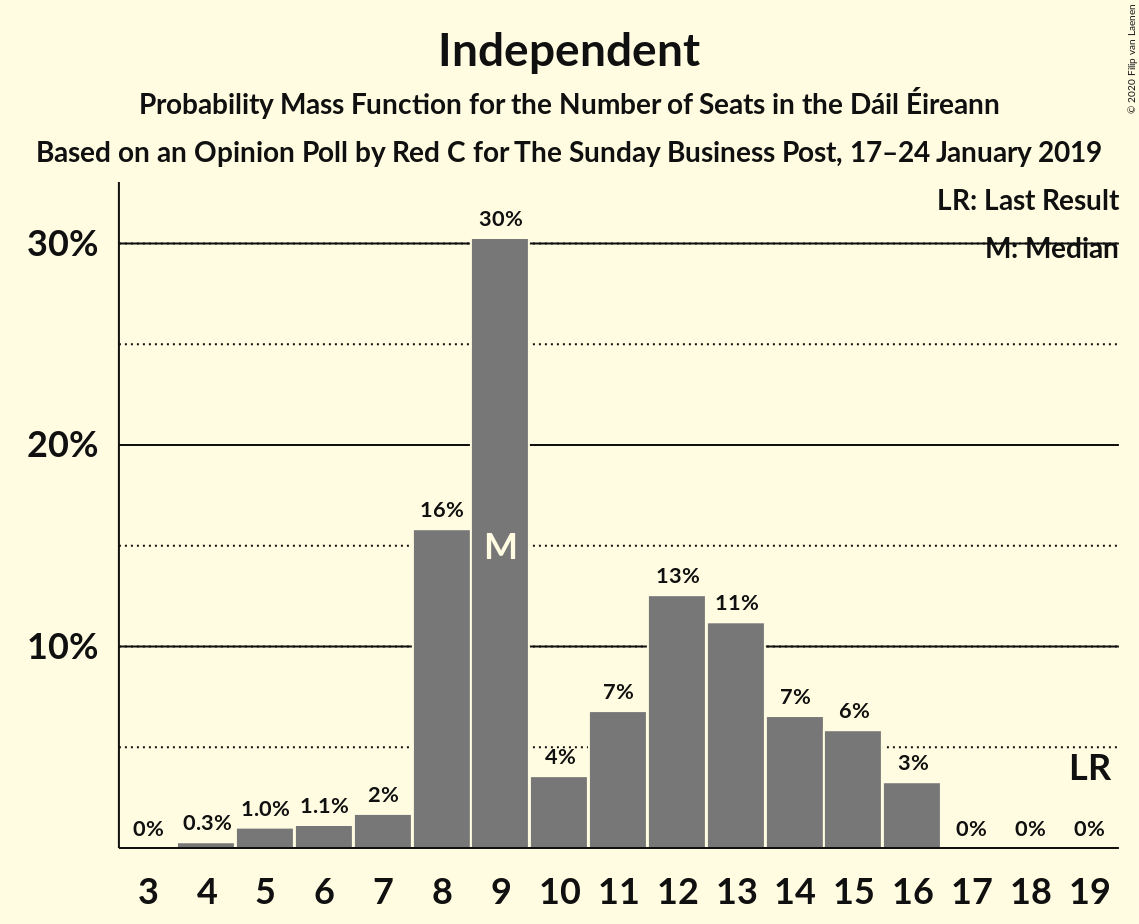 Independent
Probability Mass Function for the Number of Seats in the Dáil Éireann
Based on an Opinion Poll by Red C for The Sunday Business Post, 17–24 January 2019
© 2020 Filip van Laenen
LR: Last Result
M: Median
30%
20%
10%
0% 0.3% 1.0% 1.1% 2% 16% 30% 4% 7% 13% 11% 7% 6% 3% 0% 0% 0%
M
LR
3 4 5 6 7 8 9 10 11 12 13 14 15 16 17 18 19